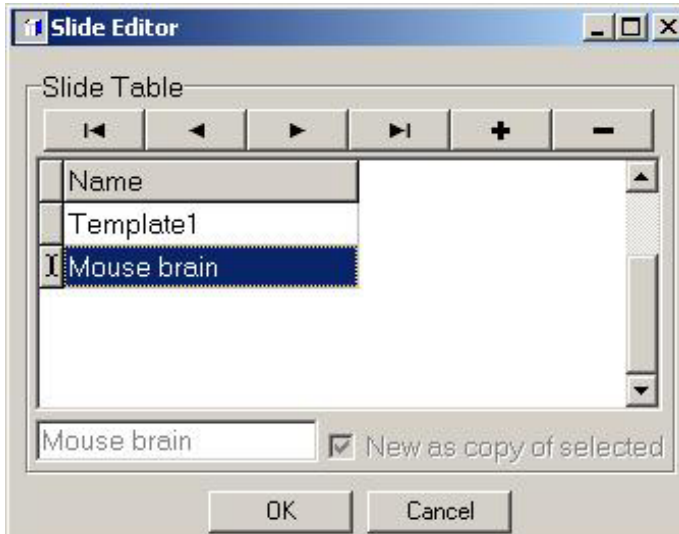 Slide Editor
Slide Table
Name
Template1
Mouse brain
Mouse brain
New as copy of selected
OK Cancel